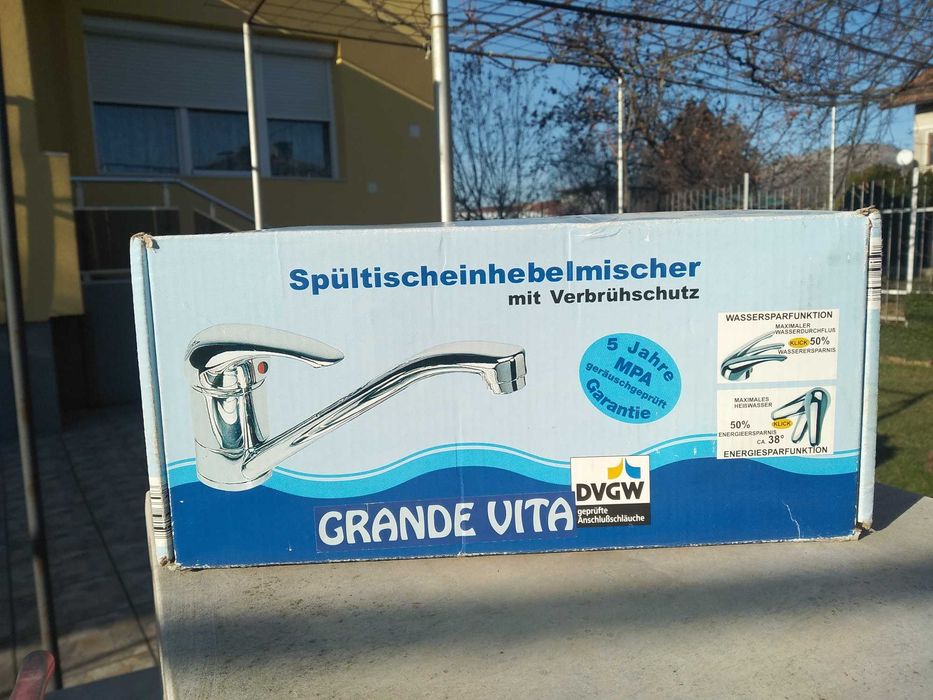 Spültischeinhebelmischer
mit Verbrühschutz
5 Jahre
MPA
geräuschgeprüft
Garantie
WASSERSPARFUNKTION
MAXIMALER
WASSERDURCHFLUß
KLICK 50%
WASSERERSPARNIS
MAXIMALES
HEIßWASSER
50% KLICK
ENERGIEERSPARNIS
CA. 38°
ENERGIESPARFUNKTION
DVGW
geprüfte
Anschlußschläuche
GRANDE VITA